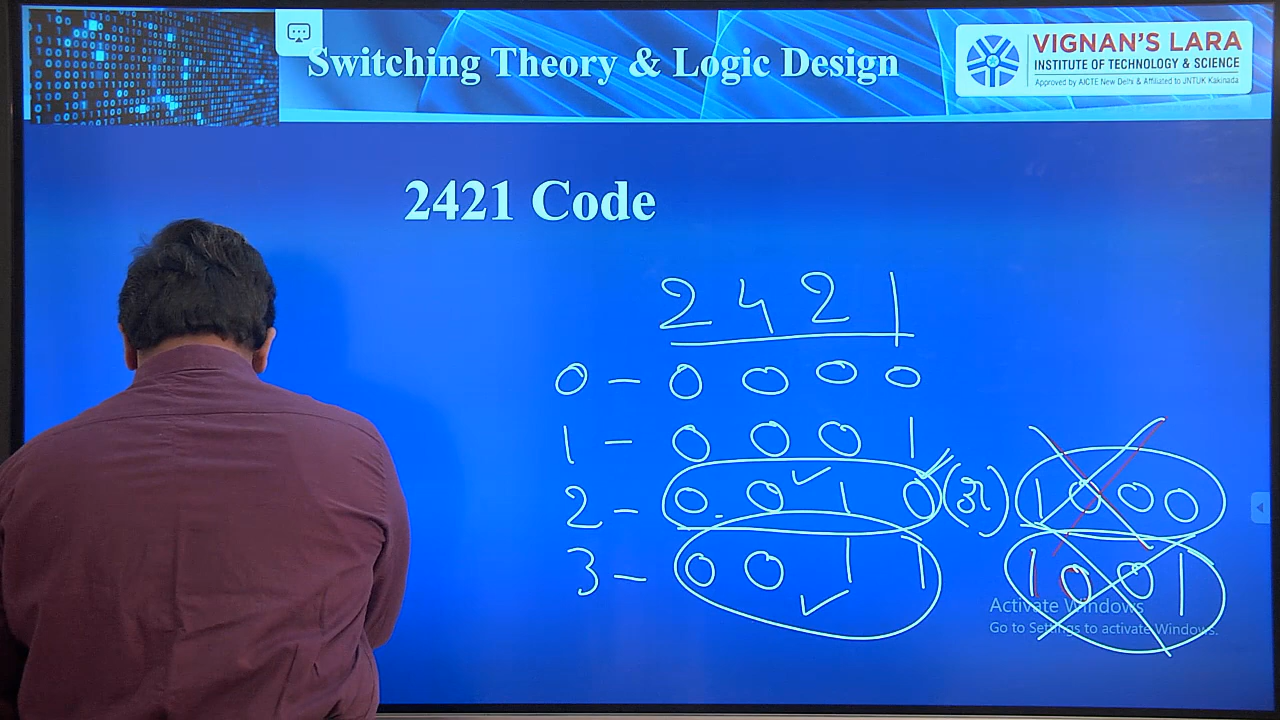 Switching Theory & Logic Design
VIGNAN'S LARA
INSTITUTE OF TECHNOLOGY & SCIENCE
Approved by AICTE New Delhi & Affiliated to JNTUK Kakinada
2421 Code
2 4 2 1
0 - 0 0 0 0
1 - 0 0 0 1
2 - 0 0 1 0 (or) 1 0 0 0
3 - 0 0 1 1 1 0 0 1
Activate Windows
Go to Settings to activate Windows.